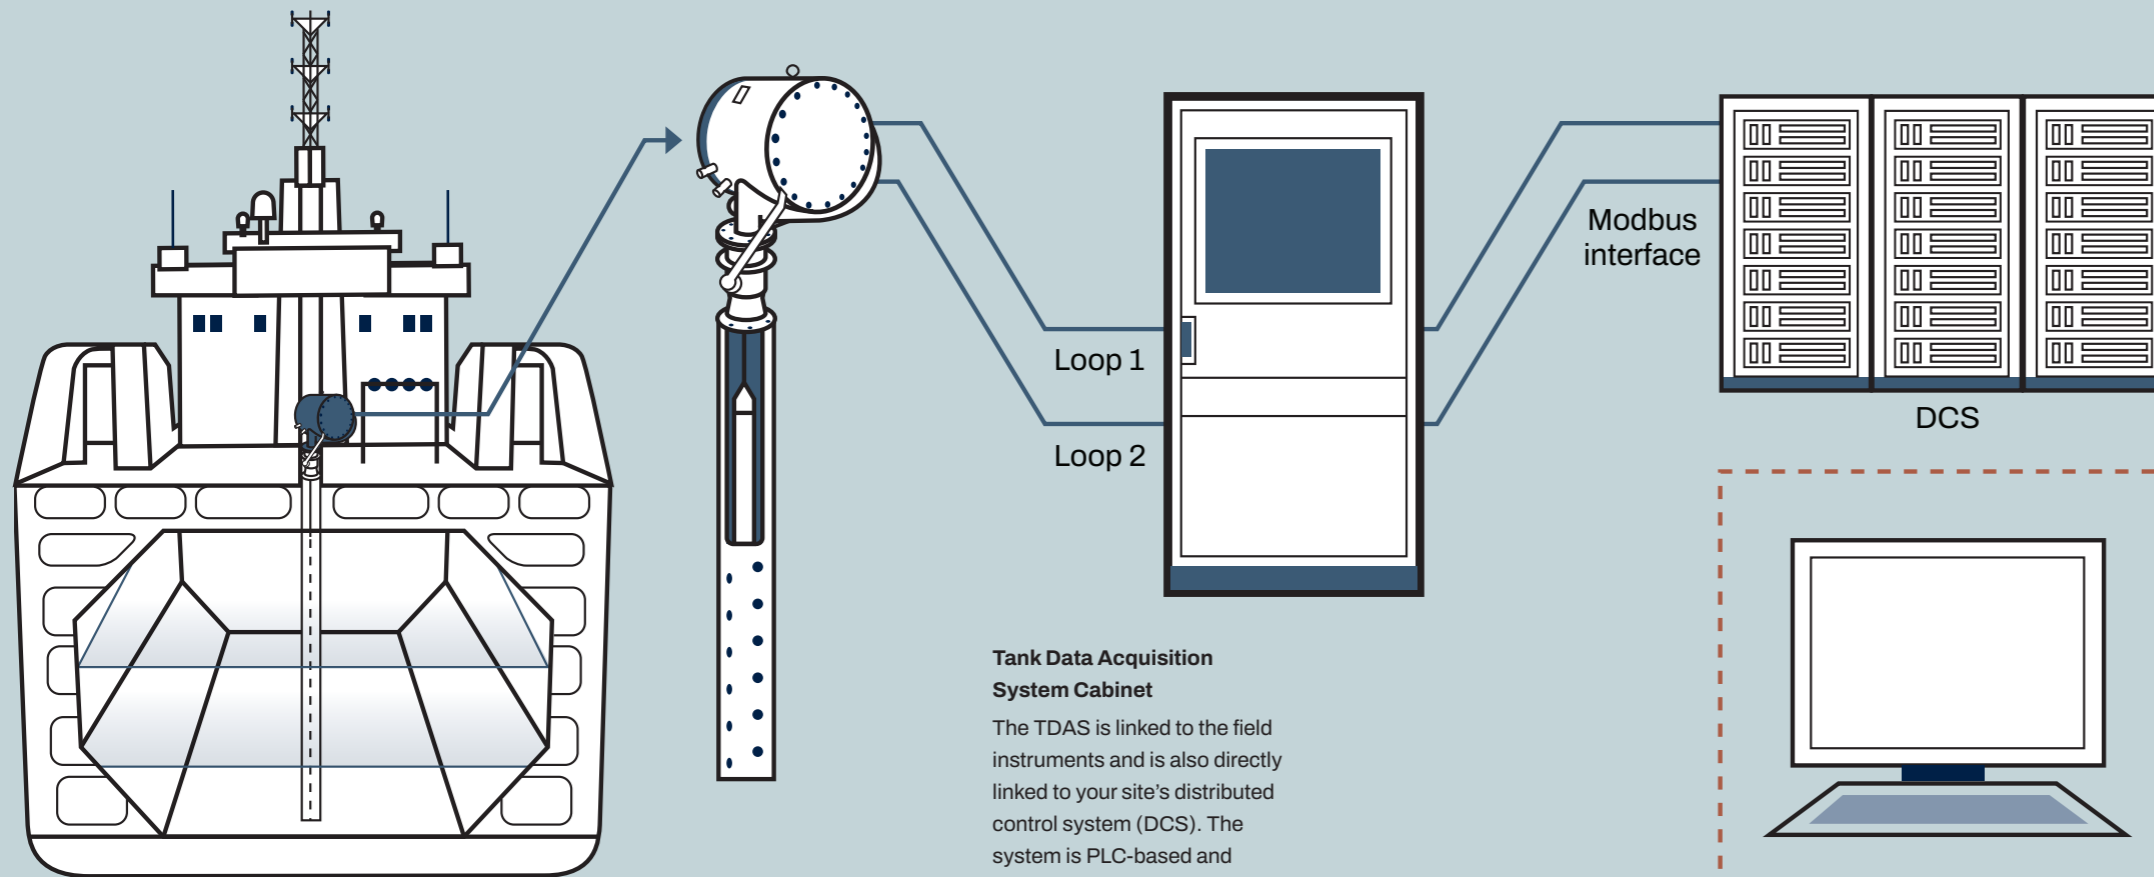 Modbus
interface
Loop 1
DCS
Loop 2
Tank Data Acquisition
System Cabinet
The TDAS is linked to the field
instruments and is also directly
linked to your site’s distributed
control system (DCS). The
system is PLC-based and